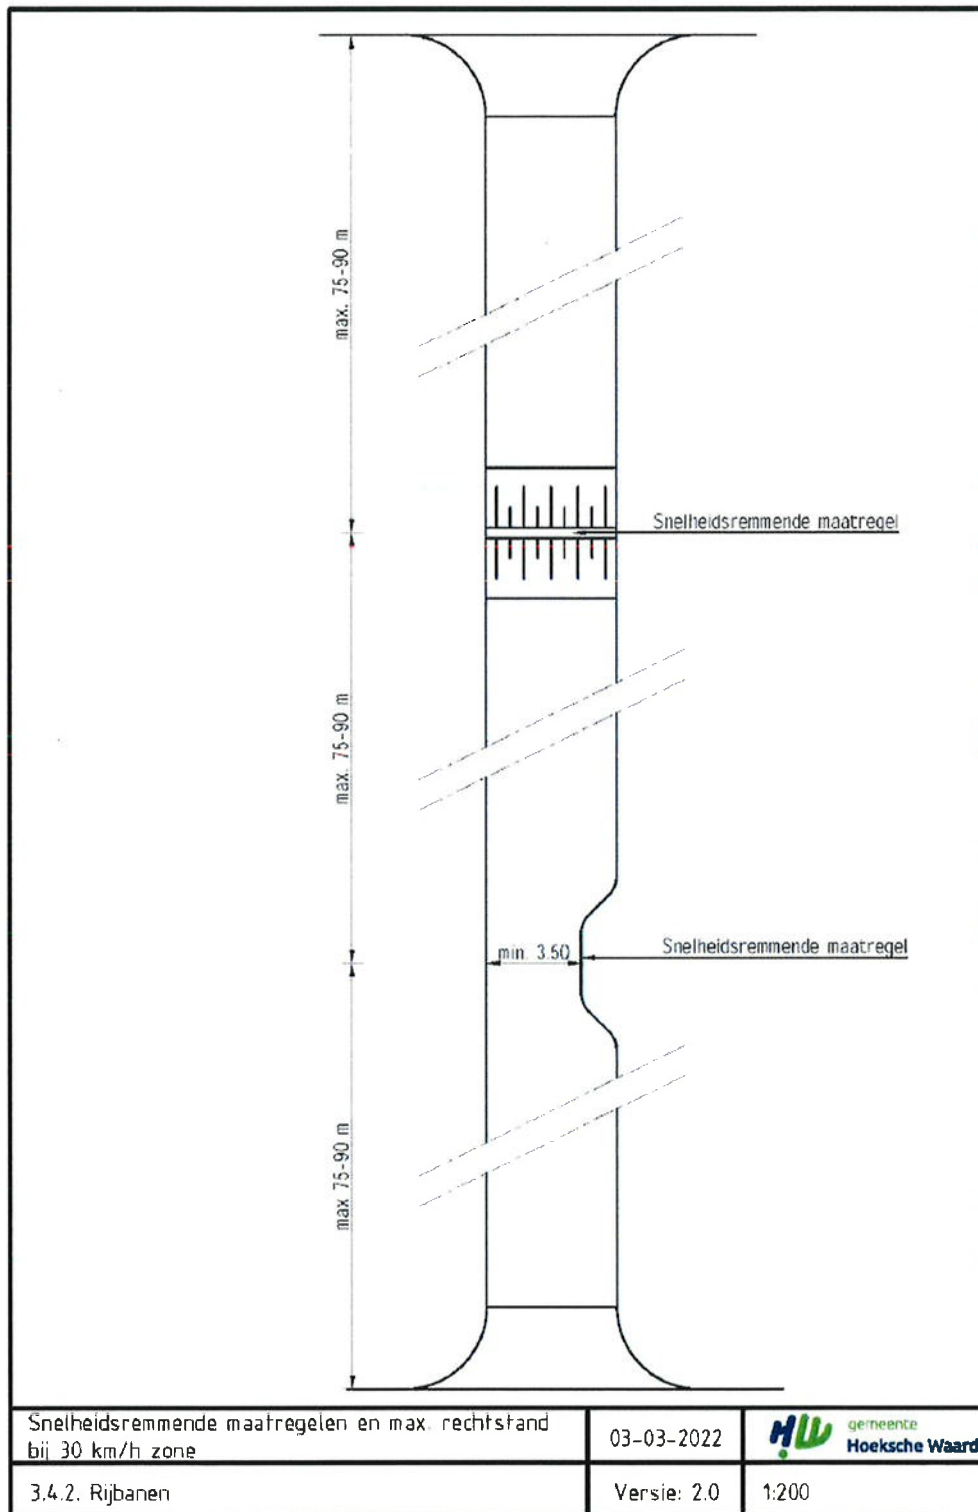 max. 75-90 m
Snelheidsremmende maatregel
max. 75-90 m
min. 3.50
Snelheidsremmende maatregel
max 75-90 m
Snelheidsremmende maatregelen en max. rechtstand
bij 30 km/h zone
03-03-2022
gemeente
Hoeksche Waard
3.4.2. Rijbanen
Versie: 2.0
1:200